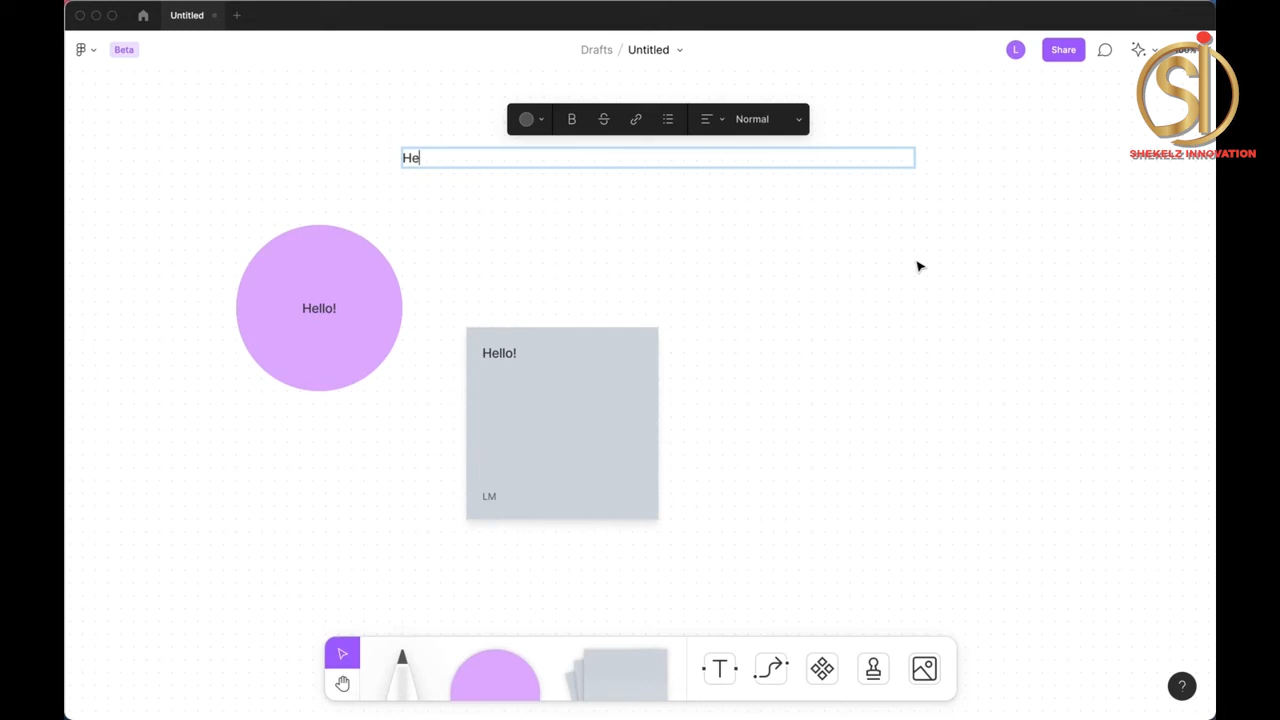 Untitled
Beta
Drafts / Untitled
L
Share
SHEKELZ INNOVATION
B
S
Normal
He
Hello!
Hello!
LM
T
?